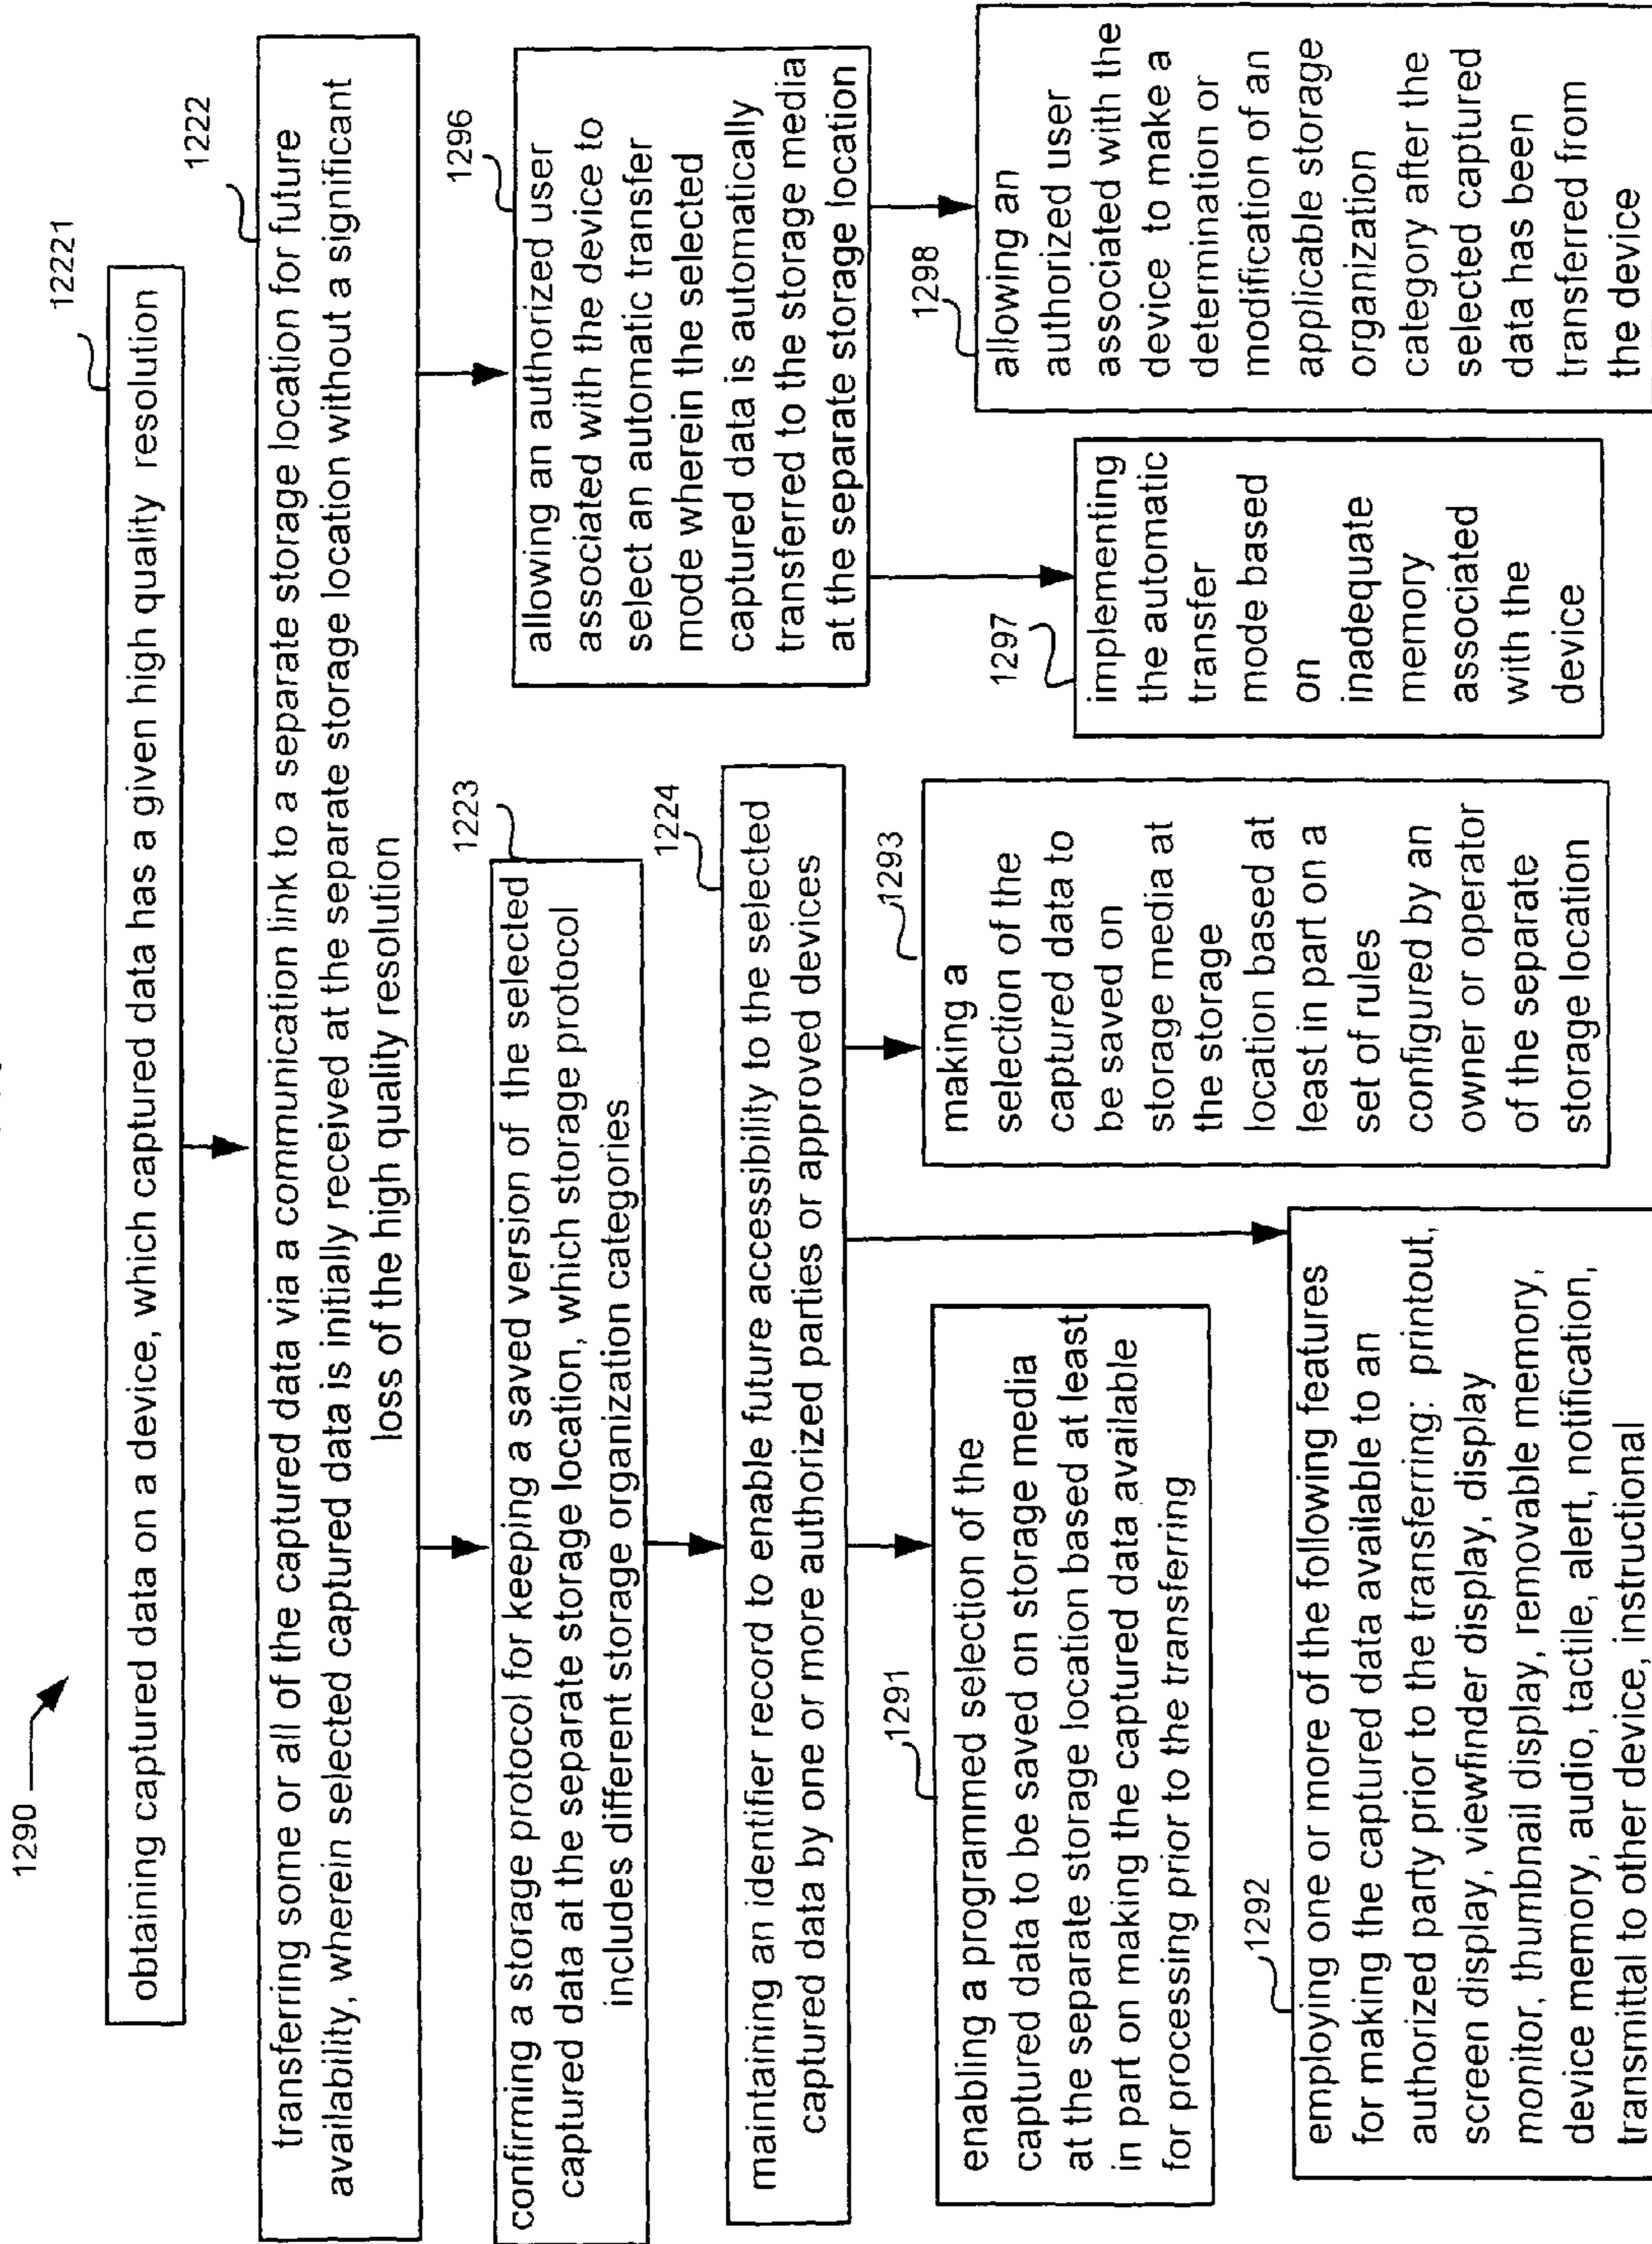 1290
12221
obtaining captured data on a device, which captured data has a given high quality resolution
1222
transferring some or all of the captured data via a communication link to a separate storage location for future
availability, wherein selected captured data is initially received at the separate storage location without a significant
loss of the high quality resolution
1223
confirming a storage protocol for keeping a saved version of the selected
captured data at the separate storage location, which storage protocol
includes different storage organization categories
1224
maintaining an identifier record to enable future accessibility to the selected
captured data by one or more authorized parties or approved devices
1291
enabling a programmed selection of the
captured data to be saved on storage media
at the separate storage location based at least
in part on making the captured data available
for processing prior to the transferring
1292
employing one or more of the following features
for making the captured data available to an
authorized party prior to the transferring: printout,
screen display, viewfinder display, display
monitor, thumbnail display, removable memory,
device memory, audio, tactile, alert, notification,
transmittal to other device, instructional
1293
making a
selection of the
captured data to
be saved on
storage media at
the storage
location based at
least in part on a
set of rules
configured by an
owner or operator
of the separate
storage location
1296
allowing an authorized user
associated with the device to
select an automatic transfer
mode wherein the selected
captured data is automatically
transferred to the storage media
at the separate storage location
1297
implementing
the automatic
transfer
mode based
on
inadequate
memory
associated
with the
device
1298
allowing an
authorized user
associated with the
device to make a
determination or
modification of an
applicable storage
organization
category after the
selected captured
data has been
transferred from
the device